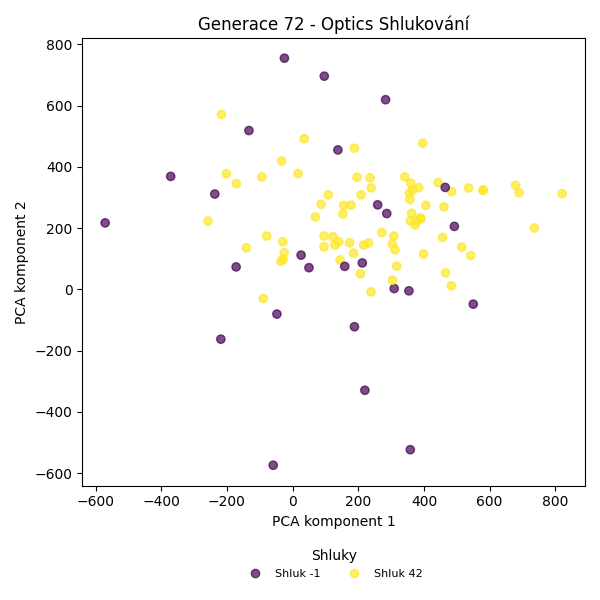 Generace 72 - Optics Shlukování
800
600
400
200
0
−200
−400
−600
PCA komponent 2
−600 −400 −200 0 200 400 600 800
PCA komponent 1
Shluky
Shluk -1 Shluk 42